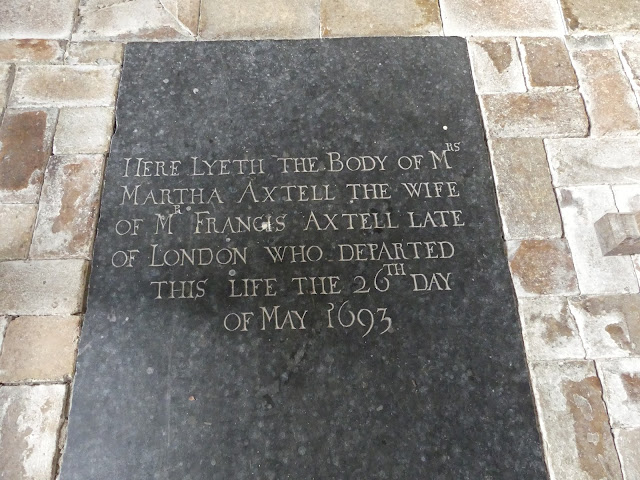 Here Lyeth the Body of Mrs
Martha Axtell the wife
of Mr Francis Axtell late
of London who departed
this life the 26th day
of May 1693